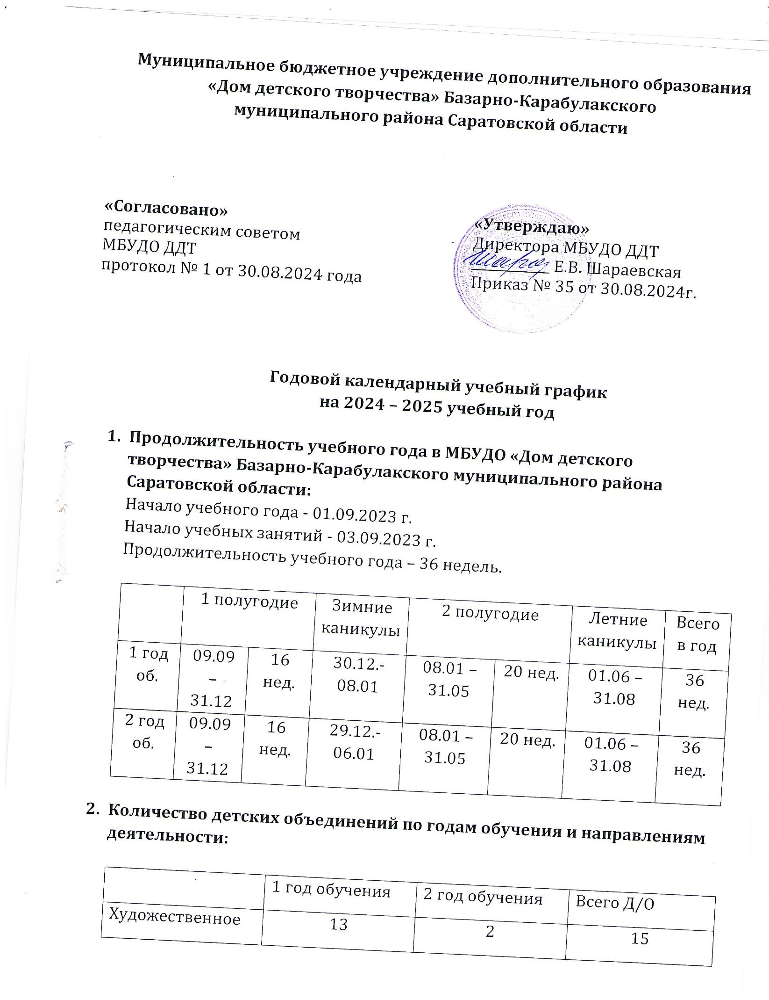 Муниципальное бюджетное учреждение дополнительного образования
«Дом детского творчества» Базарно-Карабулакского
муниципального района Саратовской области
«Согласовано»
педагогическим советом
МБУДО ДДТ
протокол № 1 от 30.08.2024 года
«Утверждаю»
Директора МБУДО ДДТ
Е.В. Шараевская
Приказ № 35 от 30.08.2024г.
Годовой календарный учебный график
на 2024 – 2025 учебный год
1. Продолжительность учебного года в МБУДО «Дом детского
творчества» Базарно-Карабулакского муниципального района
Саратовской области:
Начало учебного года - 01.09.2023 г.
Начало учебных занятий - 03.09.2023 г.
Продолжительность учебного года – 36 недель.
1 полугодие Зимние каникулы 2 полугодие Летние каникулы Всего в год
1 год об. 09.09 – 31.12 16 нед. 30.12.- 08.01 08.01 – 31.05 20 нед. 01.06 – 31.08 36 нед.
2 год об. 09.09 – 31.12 16 нед. 29.12.- 06.01 08.01 – 31.05 20 нед. 01.06 – 31.08 36 нед.
2. Количество детских объединений по годам обучения и направлениям
деятельности:
1 год обучения 2 год обучения Всего Д/О
Художественное 13 2 15